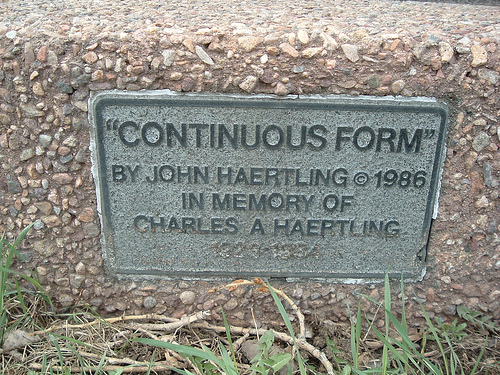 "CONTINUOUS FORM"
BY JOHN HAERTLING © 1986
IN MEMORY OF
CHARLES A HAERTLING